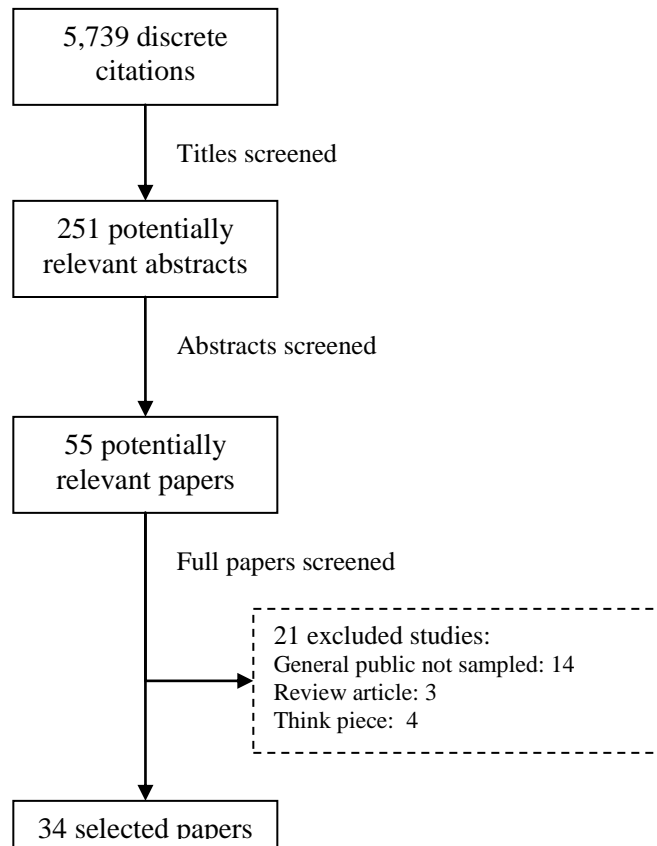 5,739 discrete
citations
Titles screened
251 potentially
relevant abstracts
Abstracts screened
55 potentially
relevant papers
Full papers screened
21 excluded studies:
General public not sampled: 14
Review article: 3
Think piece:  4
34 selected papers